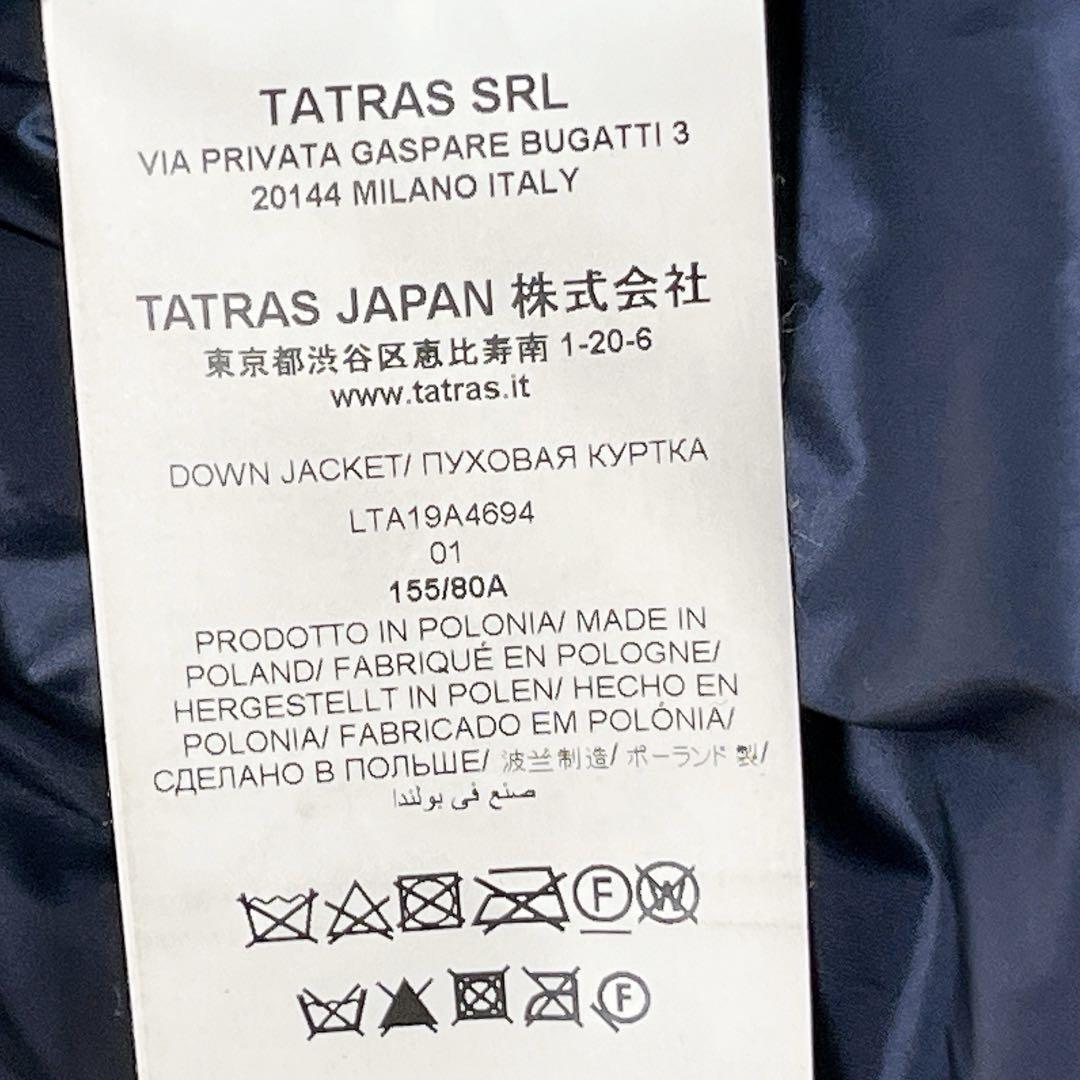 TATRAS SRL
VIA PRIVATA GASPARE BUGATTI 3
20144 MILANO ITALY
TATRAS JAPAN 株式会社
東京都渋谷区恵比寿南 1-20-6
www.tatras.it
DOWN JACKET/ ПУХОВАЯ КУРТКА
LTA19A4694
01
155/80A
PRODOTTO IN POLONIA/ MADE IN
POLAND/ FABRIQUÉ EN POLOGNE/
HERGESTELLT IN POLEN/ HECHO EN
POLONIA/ FABRICADO EM POLÓNIA/
СДЕЛАНО В ПОЛЬШЕ/ 波兰制造/ ポーランド 製/
صنع في بولندا
F W
F